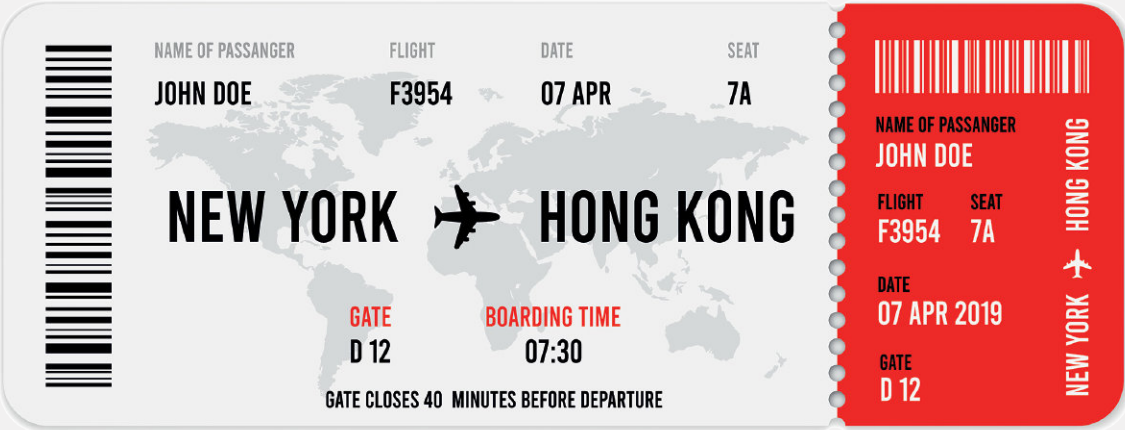 NAME OF PASSANGER FLIGHT DATE SEAT
JOHN DOE F3954 07 APR 7A
NEW YORK HONG KONG
GATE BOARDING TIME
D 12 07:30
GATE CLOSES 40 MINUTES BEFORE DEPARTURE
NAME OF PASSANGER
JOHN DOE
FLIGHT SEAT
F3954 7A
DATE
07 APR 2019
GATE
D 12
NEW YORK HONG KONG